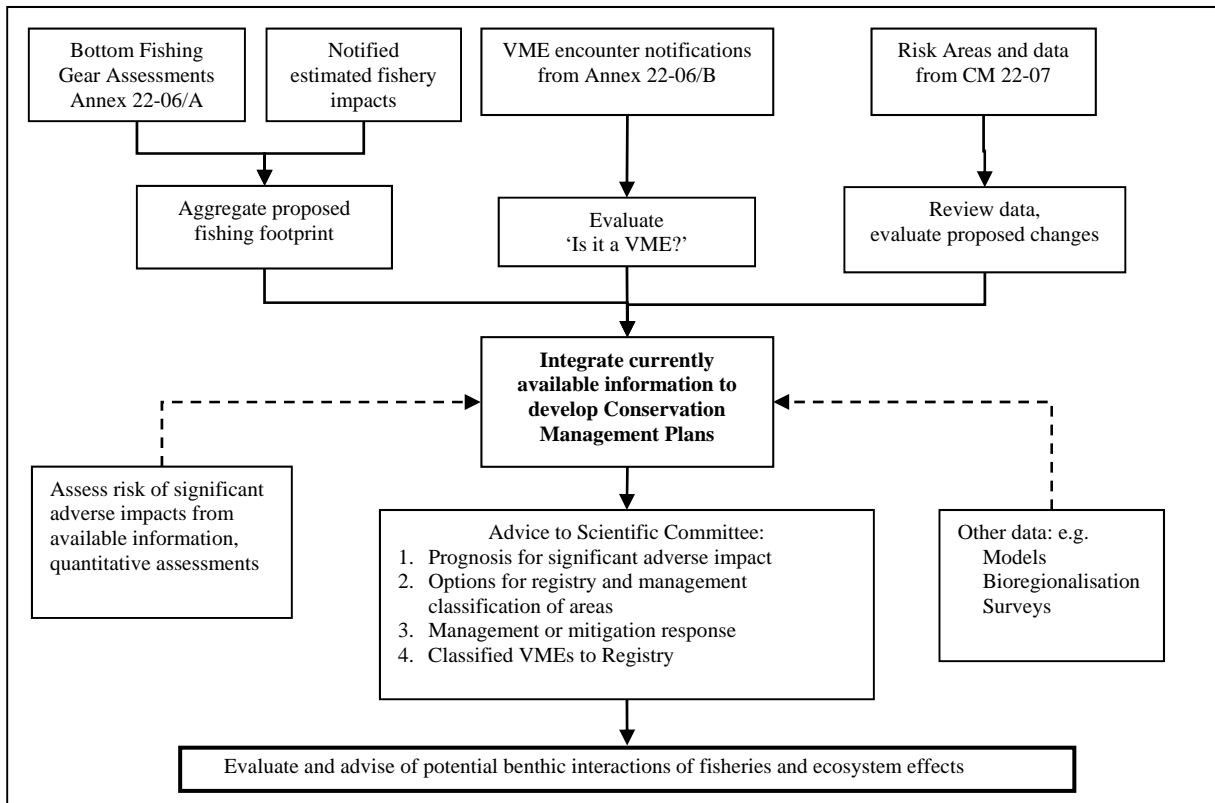 Bottom Fishing
Gear Assessments
Annex 22-06/A
Notified
estimated fishery
impacts
VME encounter notifications
from Annex 22-06/B
Risk Areas and data
from CM 22-07
Aggregate proposed
fishing footprint
Evaluate
‘Is it a VME?’
Review data,
evaluate proposed changes
Integrate currently
available information to
develop Conservation
Management Plans
Assess risk of significant
adverse impacts from
available information,
quantitative assessments
Advice to Scientific Committee:
1. Prognosis for significant adverse impact
2. Options for registry and management
classification of areas
3. Management or mitigation response
4. Classified VMEs to Registry
Other data: e.g.
Models
Bioregionalisation
Surveys
Evaluate and advise of potential benthic interactions of fisheries and ecosystem effects